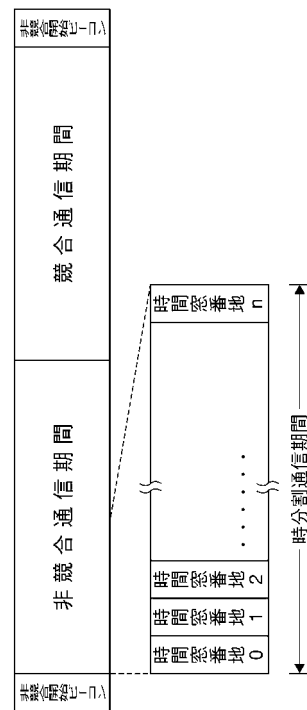 非競合
開始
ビーコン
非競合通信期間
競合通信期間
非競合
開始
ビーコン
時間窓番地 0
時間窓番地 1
時間窓番地 2
・・・・・・
時間窓番地 n
時分割通信期間